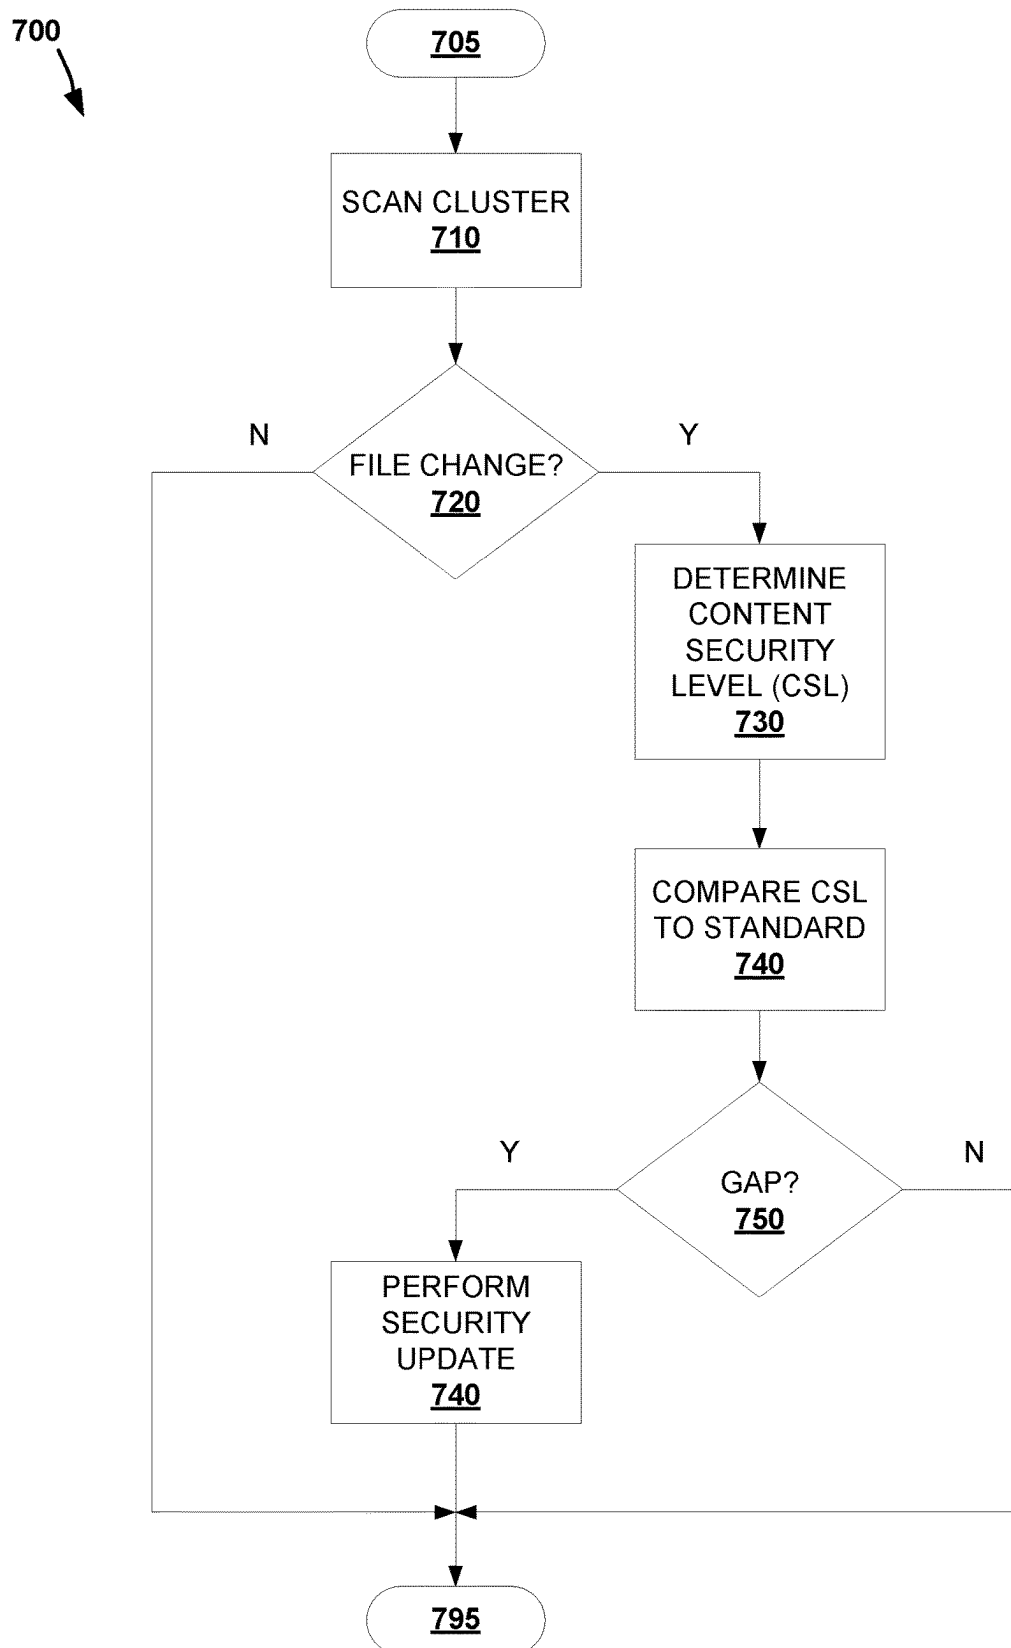 700
705
SCAN CLUSTER
710
N
Y
FILE CHANGE?
720
DETERMINE
CONTENT
SECURITY
LEVEL (CSL)
730
COMPARE CSL
TO STANDARD
740
Y
N
GAP?
750
PERFORM
SECURITY
UPDATE
740
795